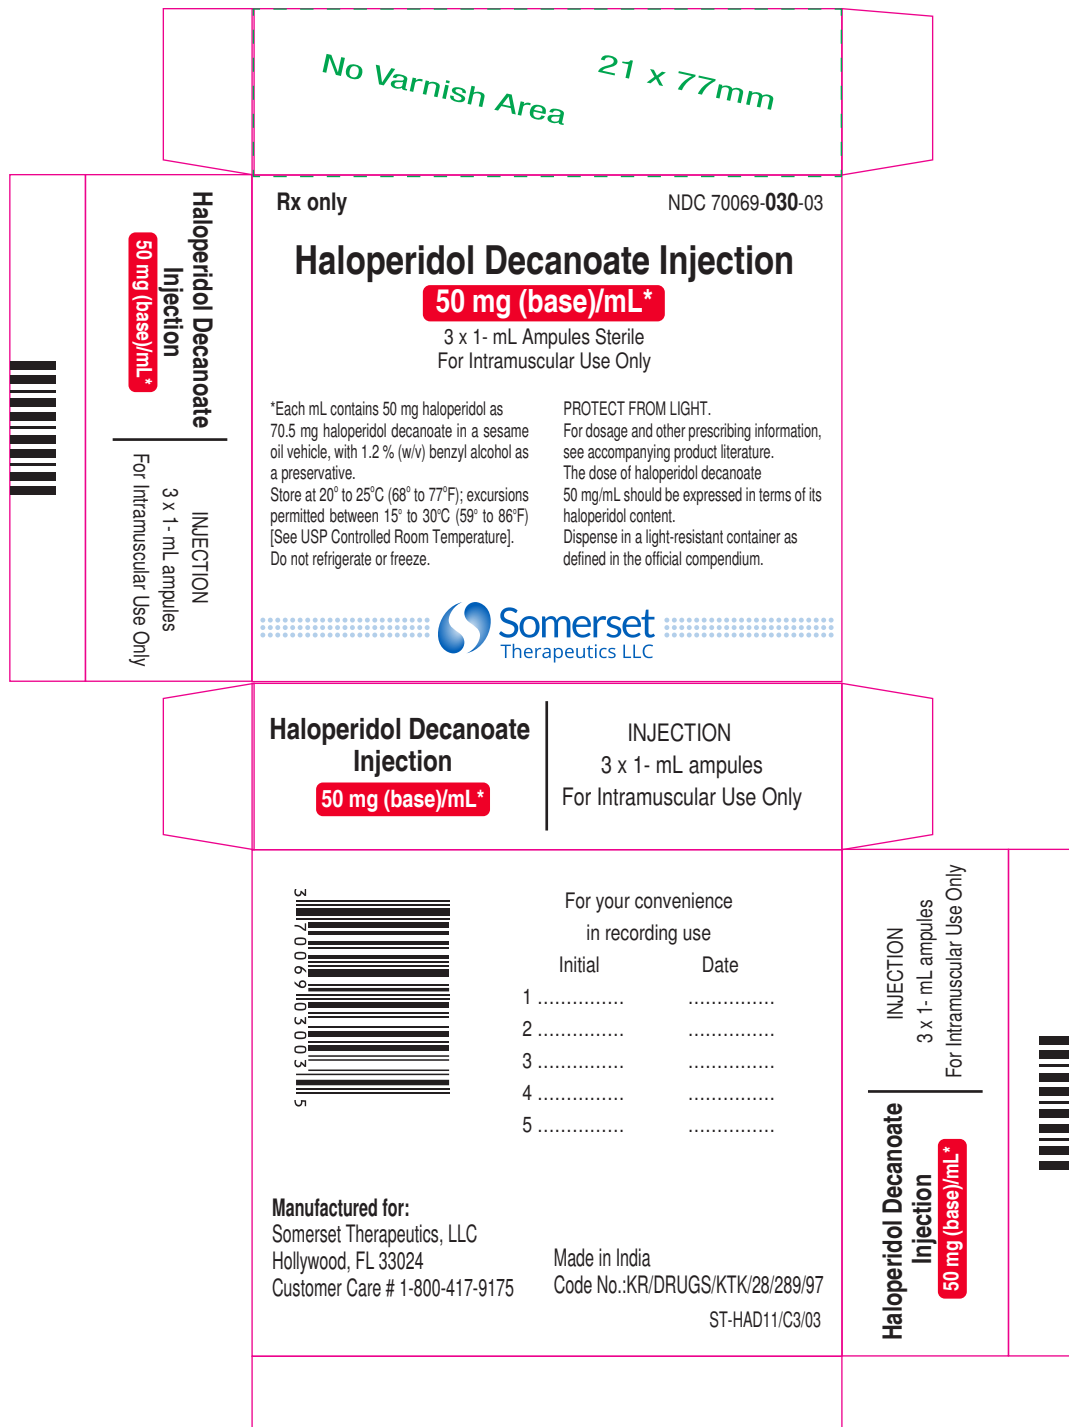 No Varnish Area
21 x 77mm
Rx only
NDC 70069-030-03
Haloperidol Decanoate Injection
50 mg (base)/mL*
3 x 1- mL Ampules Sterile
For Intramuscular Use Only
*Each mL contains 50 mg haloperidol as
70.5 mg haloperidol decanoate in a sesame
oil vehicle, with 1.2 % (w/v) benzyl alcohol as
a preservative.
Store at 20° to 25°C (68° to 77°F); excursions
permitted between 15° to 30°C (59° to 86°F)
[See USP Controlled Room Temperature].
Do not refrigerate or freeze.
PROTECT FROM LIGHT.
For dosage and other prescribing information,
see accompanying product literature.
The dose of haloperidol decanoate
50 mg/mL should be expressed in terms of its
haloperidol content.
Dispense in a light-resistant container as
defined in the official compendium.
Somerset
Therapeutics LLC
Haloperidol Decanoate
Injection
50 mg (base)/mL*
INJECTION
3 x 1- mL ampules
For Intramuscular Use Only
Haloperidol Decanoate
Injection
50 mg (base)/mL*
INJECTION
3 x 1- mL ampules
For Intramuscular Use Only
3 70069 03003 5
For your convenience
in recording use
Initial Date
1 ............... ...............
2 ............... ...............
3 ............... ...............
4 ............... ...............
5 ............... ...............
Manufactured for:
Somerset Therapeutics, LLC
Hollywood, FL 33024
Customer Care # 1-800-417-9175
Made in India
Code No.:KR/DRUGS/KTK/28/289/97
ST-HAD11/C3/03
Haloperidol Decanoate
Injection
50 mg (base)/mL*
INJECTION
3 x 1- mL ampules
For Intramuscular Use Only